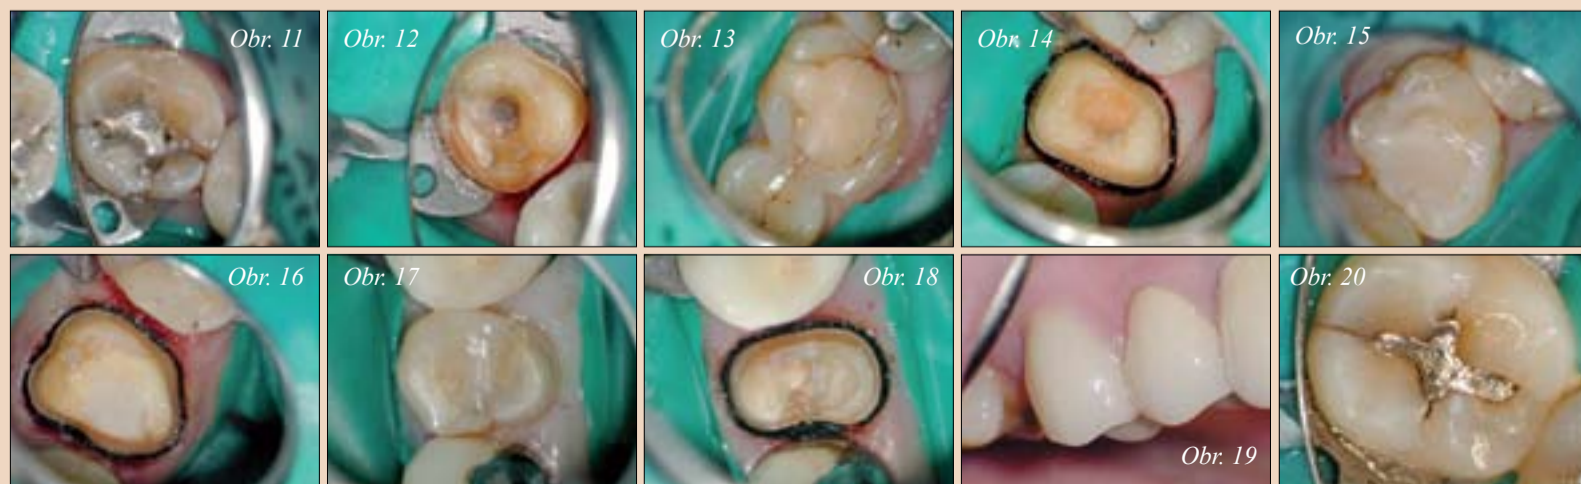 Obr. 11
Obr. 12
Obr. 13
Obr. 14
Obr. 15
Obr. 16
Obr. 17
Obr. 18
Obr. 19
Obr. 20